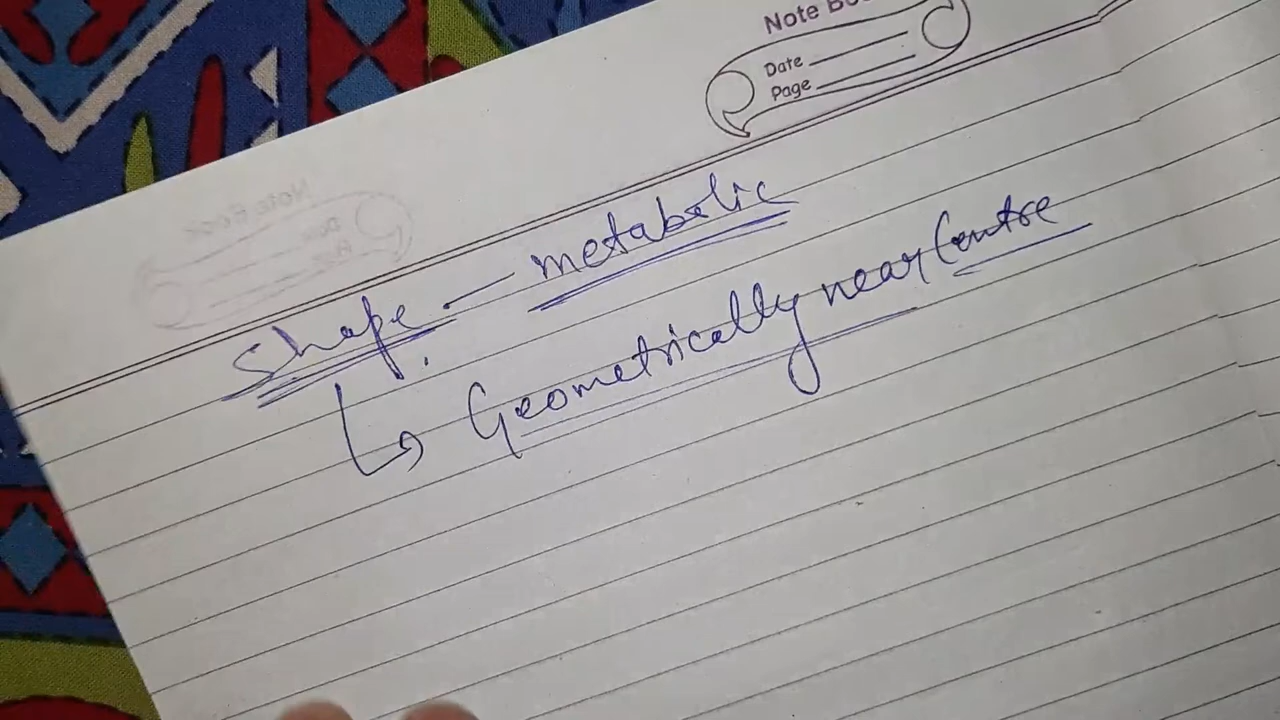 Note Bo
Date
Page
Shape - metabolic
↳ Geometrically near Centre